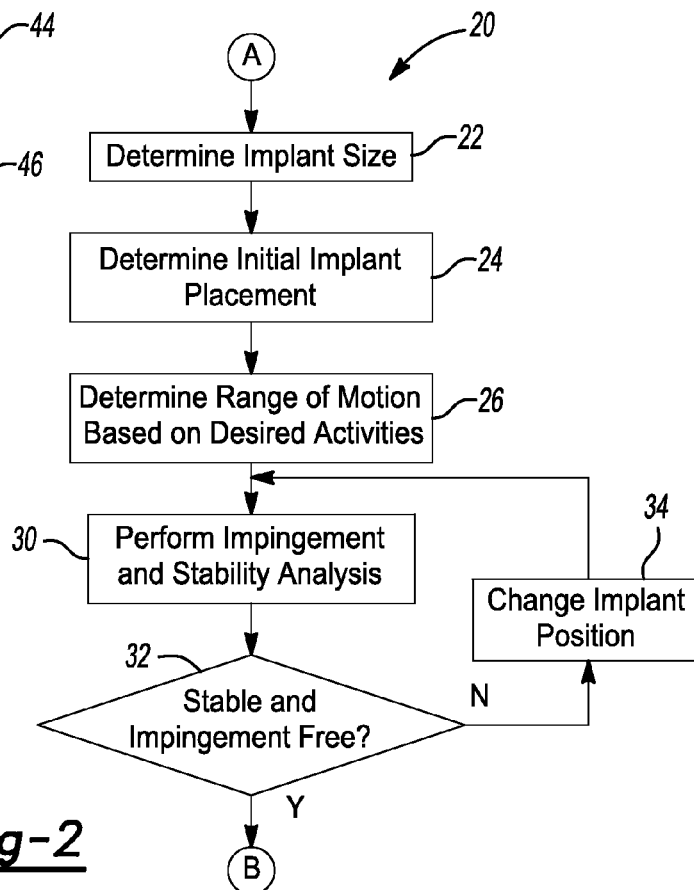 44
20
A
46
Determine Implant Size
22
Determine Initial Implant
Placement
24
Determine Range of Motion
Based on Desired Activities
26
34
30
Perform Impingement
and Stability Analysis
Change Implant
Position
32
Stable and
Impingement Free?
N
Y
g-2
B